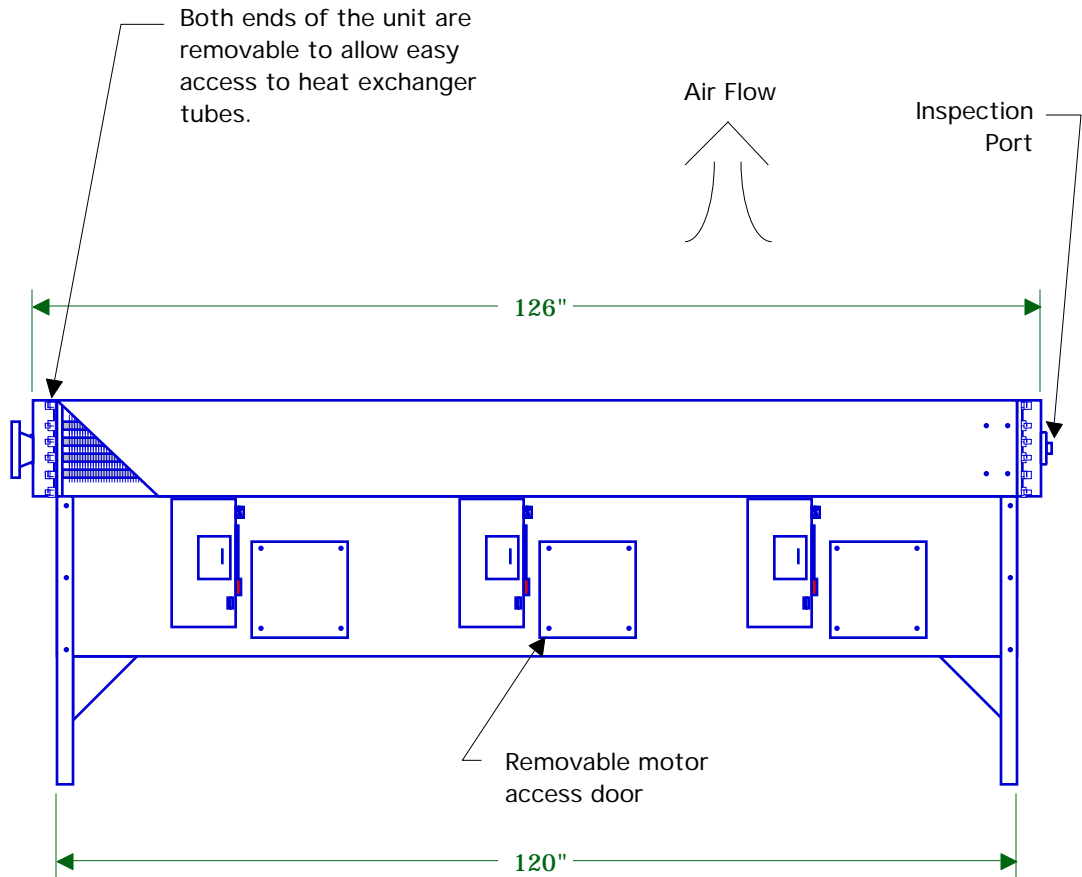 Both ends of the unit are
removable to allow easy
access to heat exchanger
tubes.
Air Flow
Inspection
Port
126"
Removable motor
access door
120"